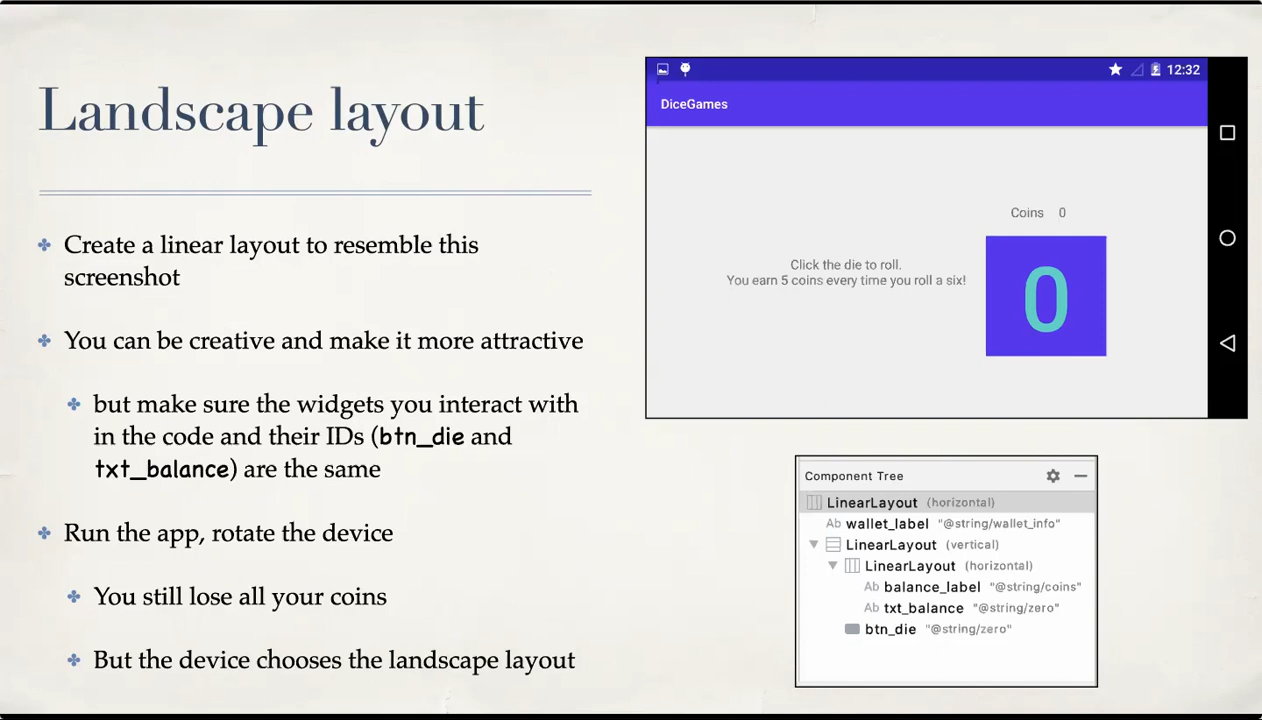 Landscape layout
Create a linear layout to resemble this
screenshot
You can be creative and make it more attractive
but make sure the widgets you interact with
in the code and their IDs (btn_die and
txt_balance) are the same
Run the app, rotate the device
You still lose all your coins
But the device chooses the landscape layout
12:32
DiceGames
Coins 0
Click the die to roll.
You earn 5 coins every time you roll a six!
0
Component Tree
LinearLayout (horizontal)
Ab wallet_label "@string/wallet_info"
LinearLayout (vertical)
LinearLayout (horizontal)
Ab balance_label "@string/coins"
Ab txt_balance "@string/zero"
btn_die "@string/zero"